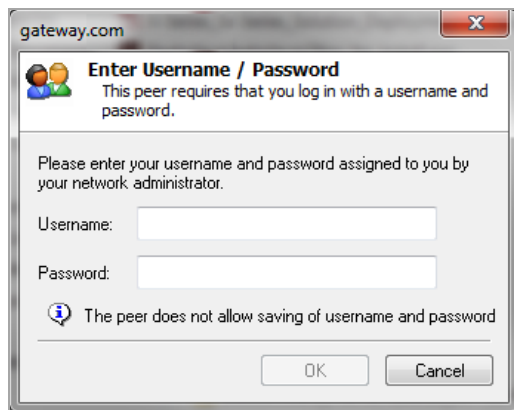 gateway.com
Enter Username / Password
This peer requires that you log in with a username and
password.
Please enter your username and password assigned to you by
your network administrator.
Username:
Password:
The peer does not allow saving of username and password
OK
Cancel